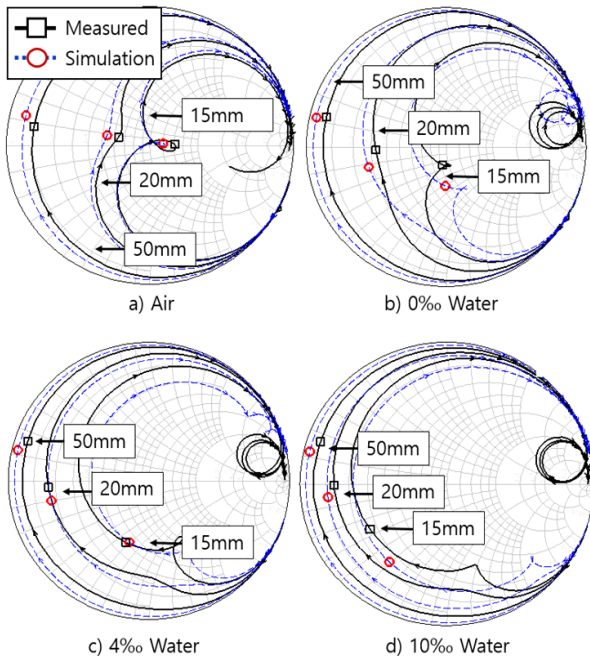 Measured
Simulation
15mm
20mm
50mm
a) Air
50mm
20mm
15mm
b) 0‰ Water
50mm
20mm
15mm
c) 4‰ Water
50mm
20mm
15mm
d) 10‰ Water